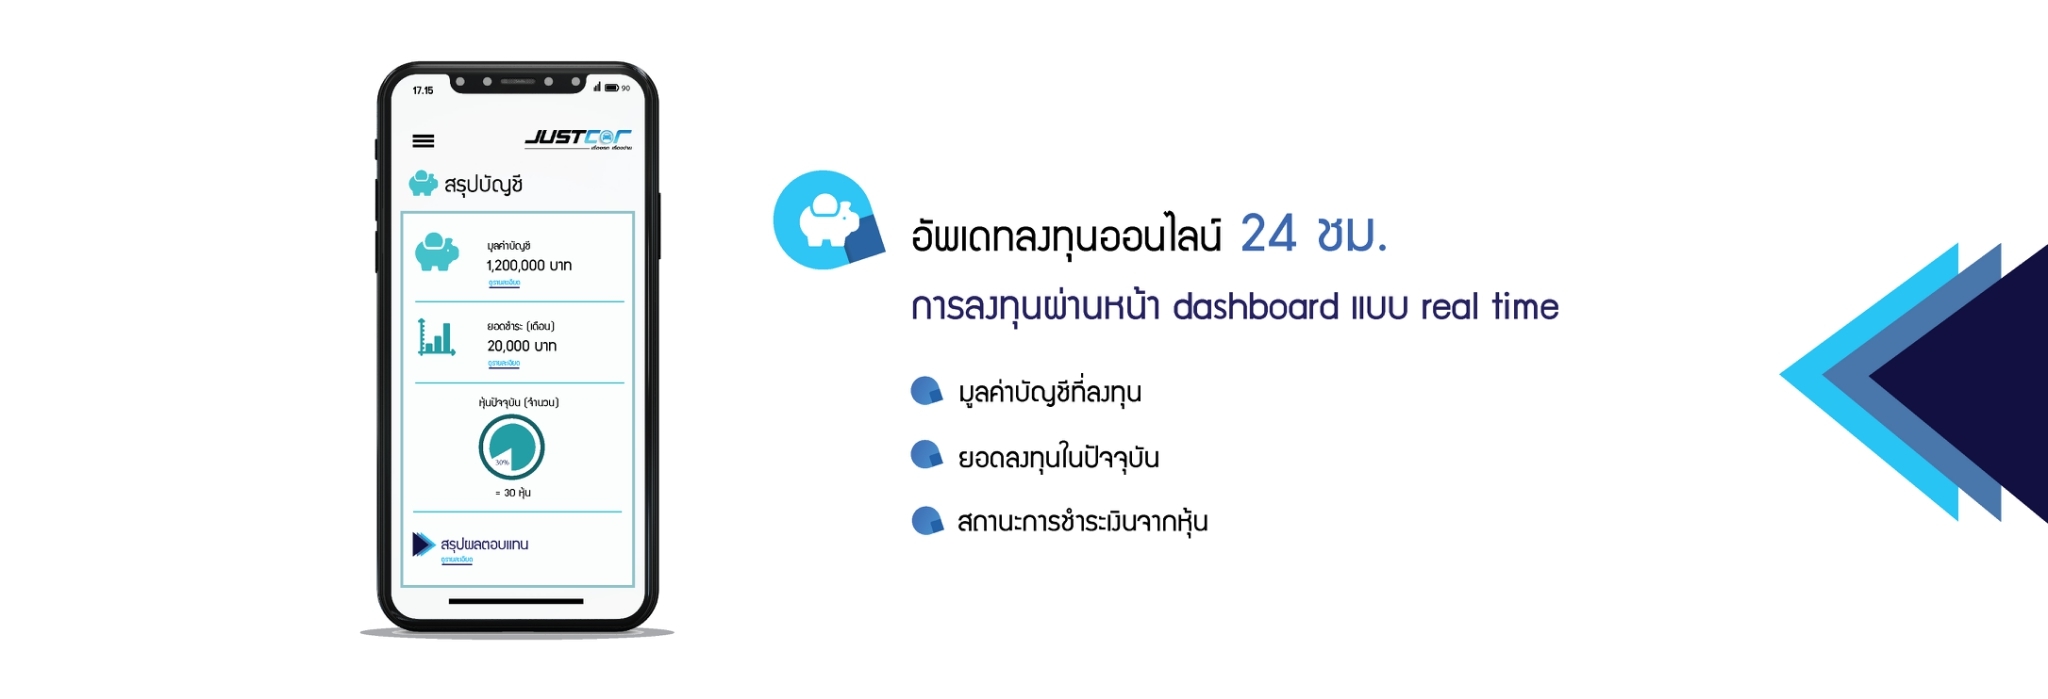 17.15
90
JUSTCAR
สรุปบัญชี
มูลค่าบัญชี
1,200,000 บาท
ดูรายละเอียด
ยอดชำระ (เดือน)
20,000 บาท
ดูรายละเอียด
หุ้นปัจจุบัน (จำนวน)
30%
= 30 หุ้น
สรุปผลตอบแทน
ดูรายละเอียด
อัพเดทลงทุนออนไลน์ 24 ชม.
การลงทุนผ่านหน้า dashboard แบบ real time
มูลค่าบัญชีที่ลงทุน
ยอดลงทุนในปัจจุบัน
สถานะการชำระเงินจากหุ้น